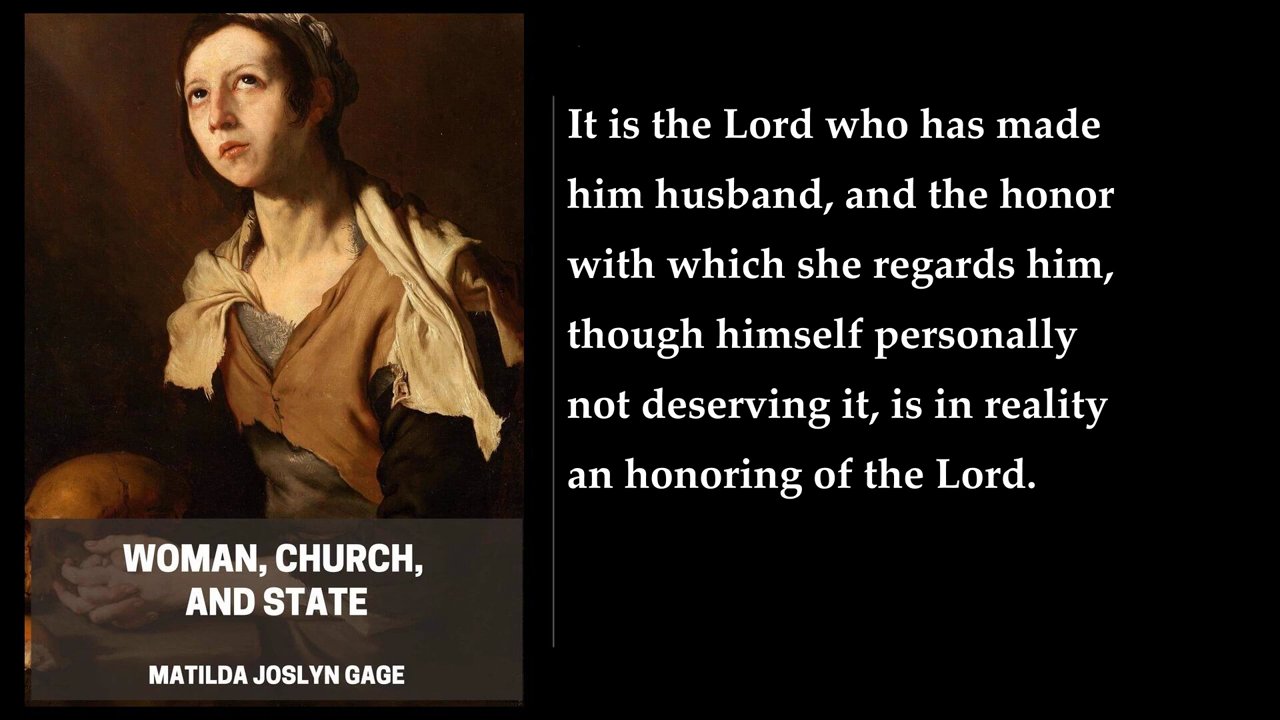 It is the Lord who has made
him husband, and the honor
with which she regards him,
though himself personally
not deserving it, is in reality
an honoring of the Lord.
WOMAN, CHURCH,
AND STATE
MATILDA JOSLYN GAGE